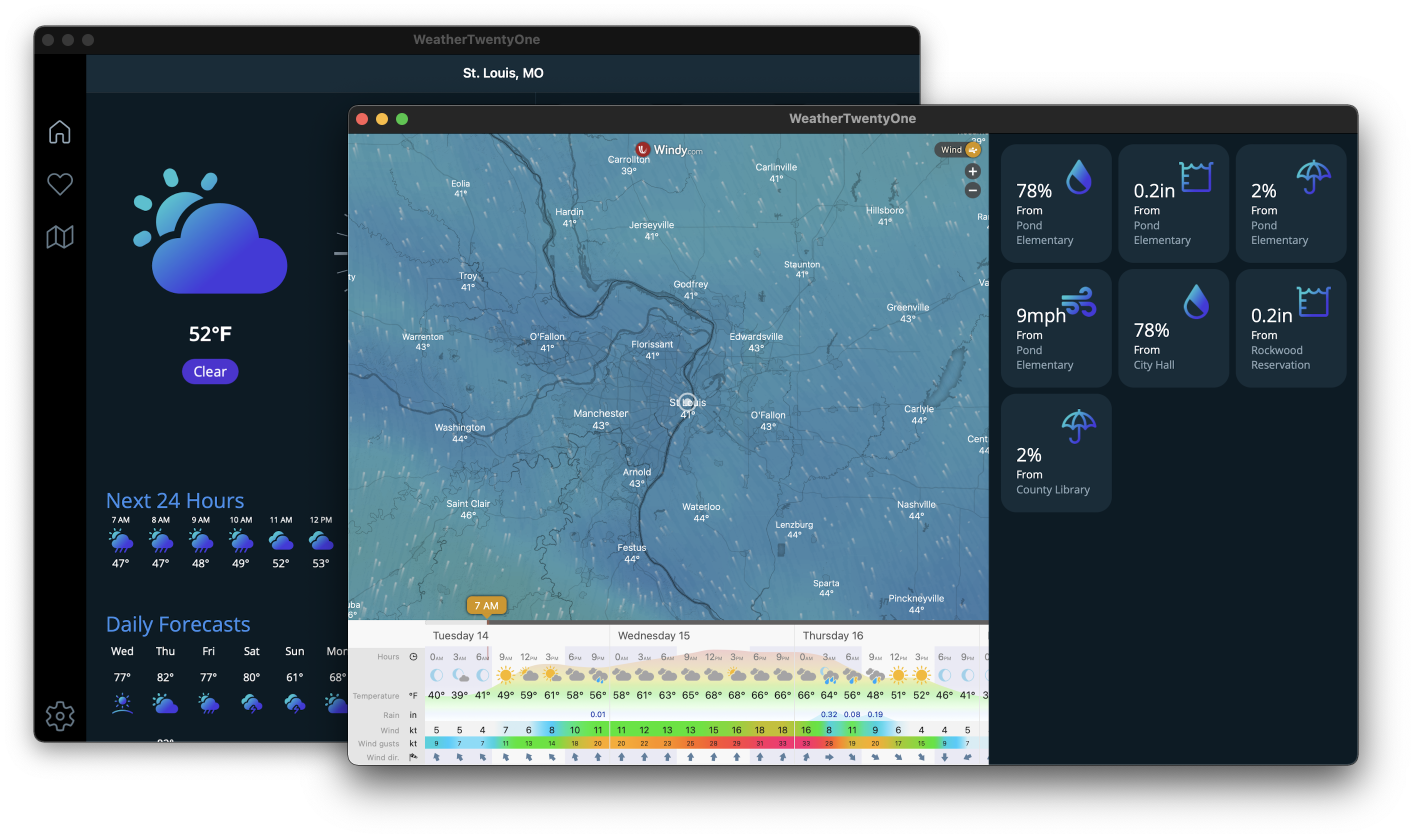 WeatherTwentyOne
St. Louis, MO
52°F
Clear
Next 24 Hours
7 AM 8 AM 9 AM 10 AM 11 AM 12 PM
47° 47° 48° 49° 52° 53°
Daily Forecasts
Wed Thu Fri Sat Sun Mon
77° 82° 77° 80° 61° 68°
WeatherTwentyOne
Windy.com
Wind
39°
Carrollton
39°
Carlinville
41°
Eolia
41°
Hardin
41°
Hillsboro
41°
Jerseyville
41°
Staunton
41°
Troy
41°
Godfrey
41°
Greenville
43°
Warrenton
43°
O'Fallon
41°
Florissant
41°
Edwardsville
43°
St Louis
41°
Manchester
43°
O'Fallon
43°
Carlyle
44°
Washington
44°
Arnold
43°
Saint Clair
46°
Waterloo
44°
Nashville
44°
Lenzburg
44°
Festus
44°
Sparta
44°
Pinckneyville
44°
7 AM
Tuesday 14 Wednesday 15 Thursday 16
Hours 0AM 3AM 6AM 9AM 12PM 3PM 6PM 9PM 0AM 3AM 6AM 9AM 12PM 3PM 6PM 9PM 0AM 3AM 6AM 9AM 12PM 3PM 6PM 9PM
Temperature °F 40° 39° 41° 49° 59° 61° 58° 56° 58° 61° 63° 65° 68° 68° 66° 66° 66° 64° 56° 48° 51° 52° 46° 41°
Rain in 0.01 0.32 0.08 0.19
Wind kt 5 5 4 7 6 8 10 11 11 12 13 11 13 14 16 18 16 8 11 9 6 4 4 5
Wind gusts kt 9 7 7 11 13 14 18 20 20 22 23 25 28 29 31 33 33 28 19 20 17 15 9 7
Wind dir.
78%
From
Pond
Elementary
0.2in
From
Pond
Elementary
2%
From
Pond
Elementary
9mph
From
Pond
Elementary
78%
From
City Hall
0.2in
From
Rockwood
Reservation
2%
From
County Library